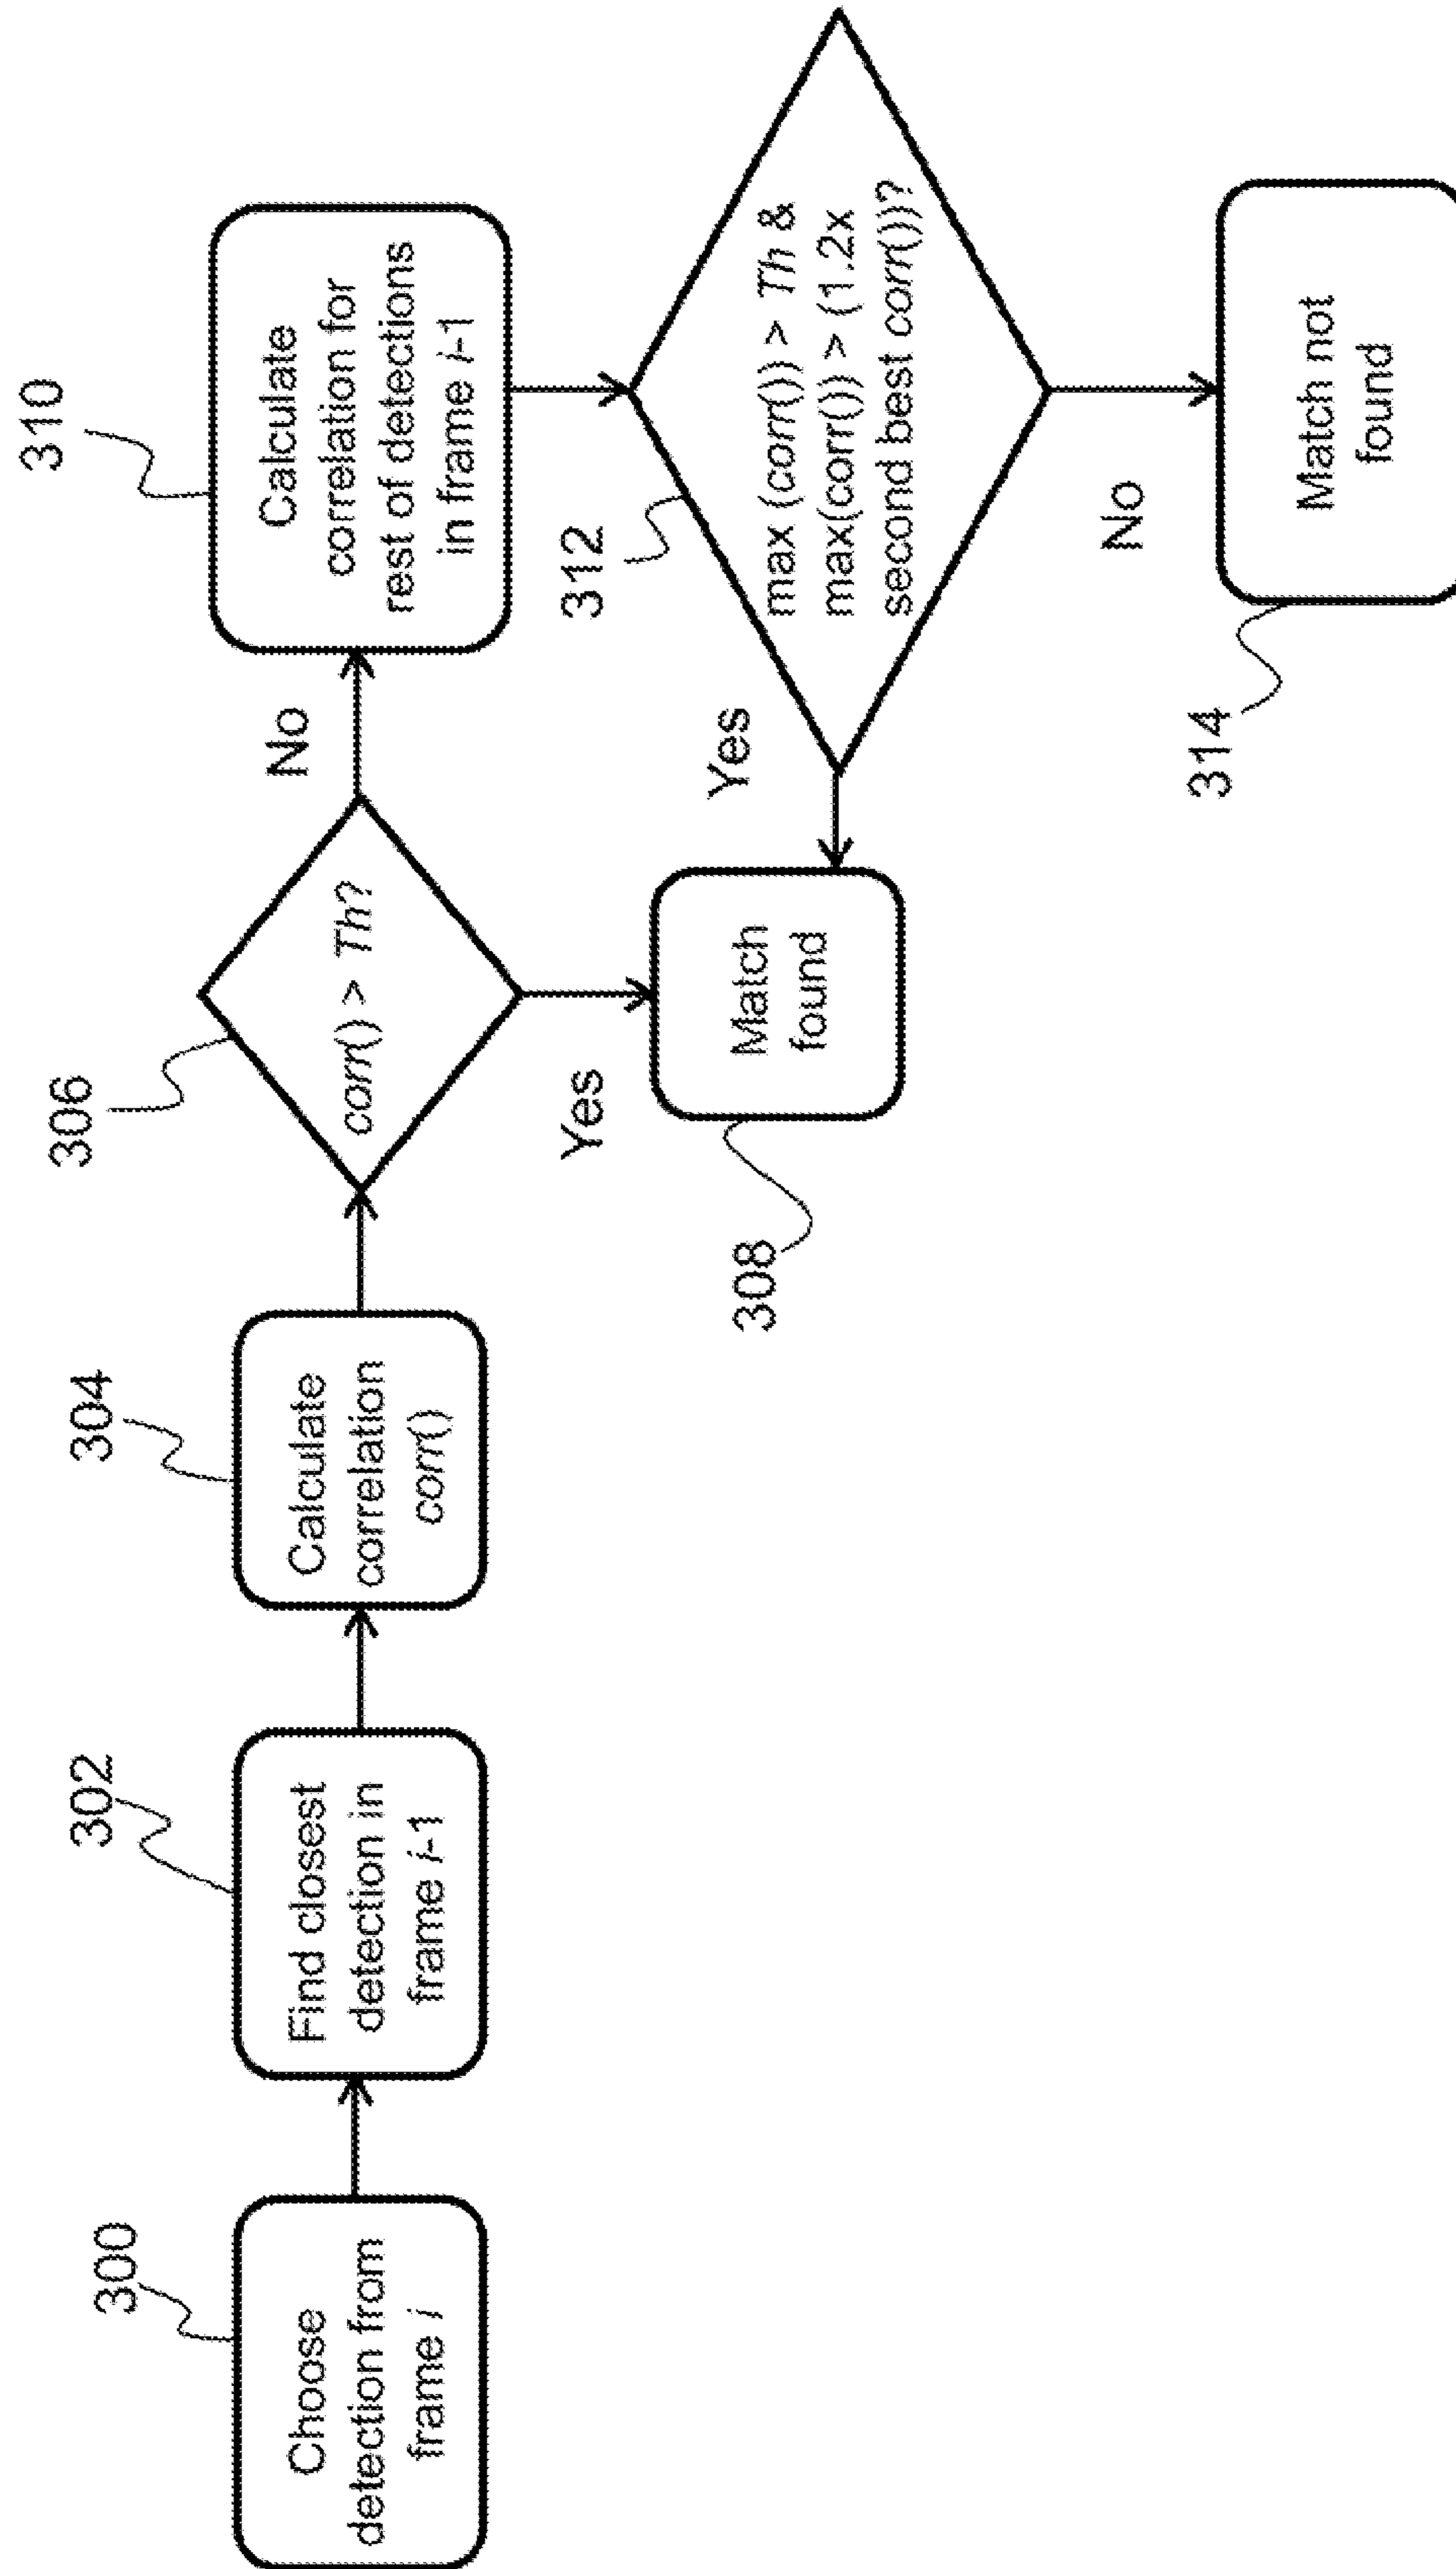 300
Choose
detection from
frame i
302
Find closest
detection in
frame i-1
304
Calculate
correlation
corr()
306
corr() > Th?
Yes
No
308
Match
found
310
Calculate
correlation for
rest of detections
in frame i-1
312
max (corr()) > Th &
max(corr()) > (1.2x
second best corr())?
Yes
No
314
Match not
found